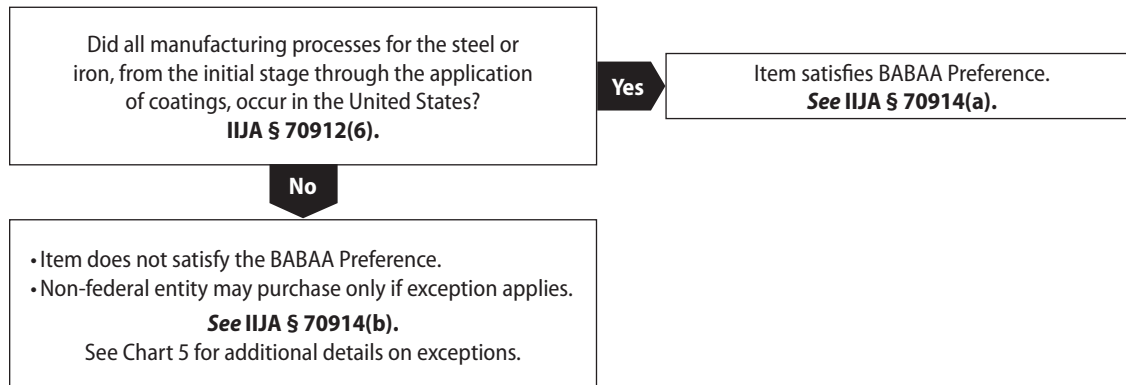 Did all manufacturing processes for the steel or
iron, from the initial stage through the application
of coatings, occur in the United States?
IIJA § 70912(6).
Yes
Item satisfies BABAA Preference.
See IIJA § 70914(a).
No
• Item does not satisfy the BABAA Preference.
• Non-federal entity may purchase only if exception applies.
See IIJA § 70914(b).
See Chart 5 for additional details on exceptions.